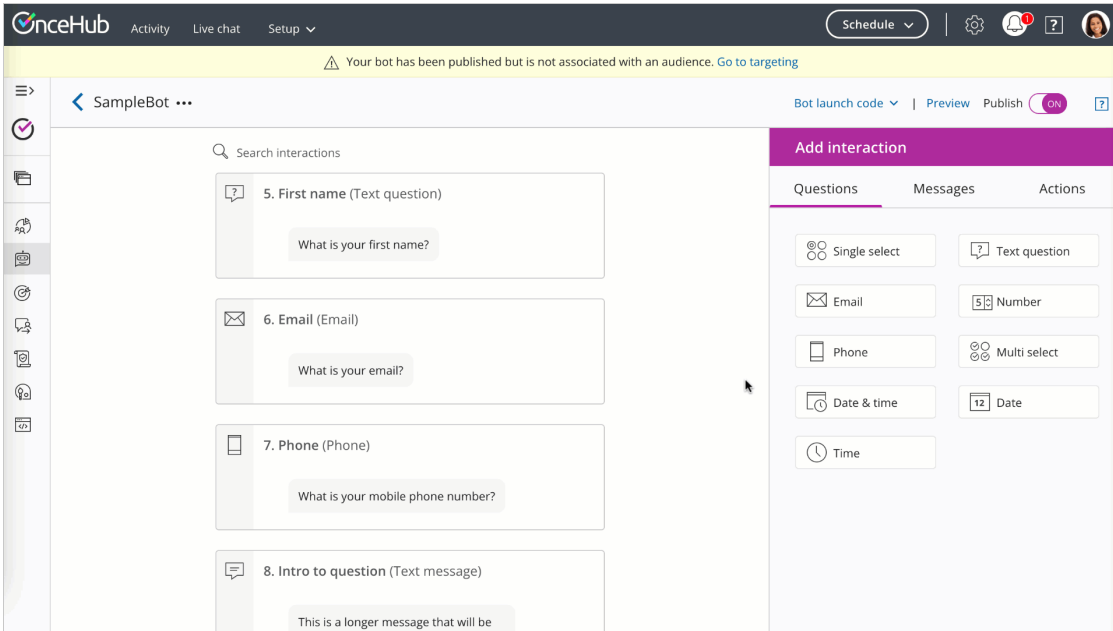 OnceHub Activity Live chat Setup Schedule 1 ?
Your bot has been published but is not associated with an audience. Go to targeting
SampleBot ••• Bot launch code | Preview Publish ON ?
Search interactions
5. First name (Text question)
What is your first name?
6. Email (Email)
What is your email?
7. Phone (Phone)
What is your mobile phone number?
8. Intro to question (Text message)
This is a longer message that will be
Add interaction
Questions Messages Actions
Single select ? Text question
Email 5 Number
Phone Multi select
Date & time 12 Date
Time